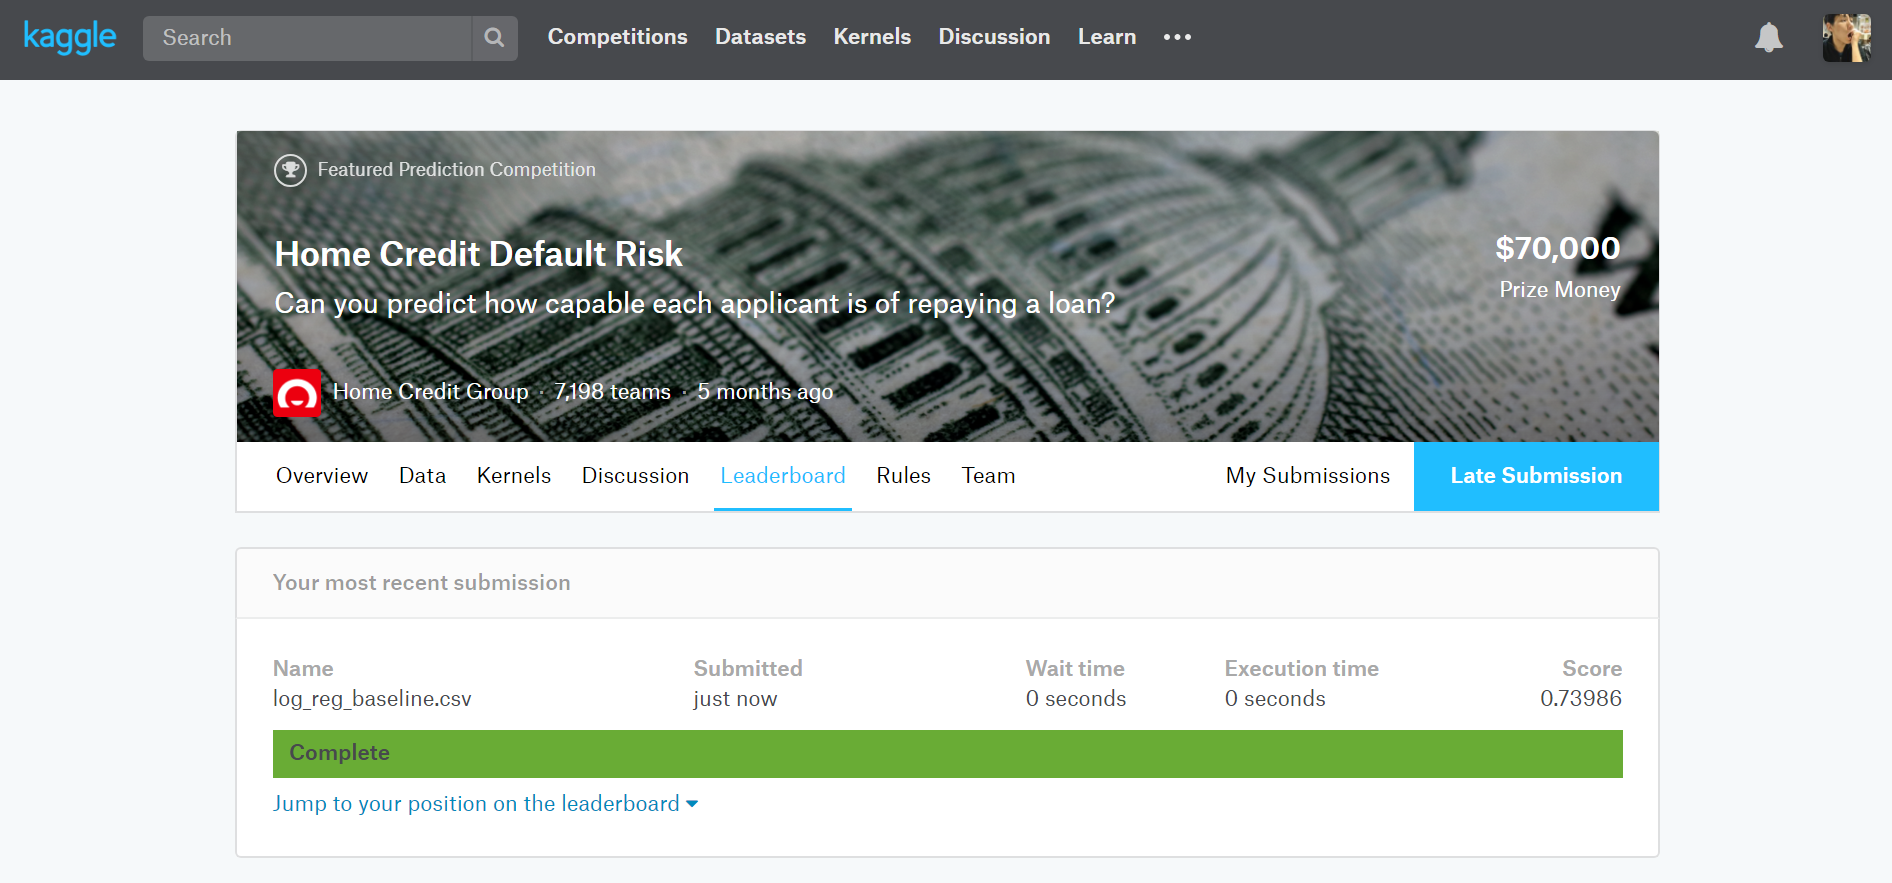 kaggle Search Competitions Datasets Kernels Discussion Learn
Featured Prediction Competition
Home Credit Default Risk
Can you predict how capable each applicant is of repaying a loan?
$70,000
Prize Money
Home Credit Group · 7,198 teams · 5 months ago
Overview Data Kernels Discussion Leaderboard Rules Team My Submissions Late Submission
Your most recent submission
Name Submitted Wait time Execution time Score
log_reg_baseline.csv just now 0 seconds 0 seconds 0.73986
Complete
Jump to your position on the leaderboard